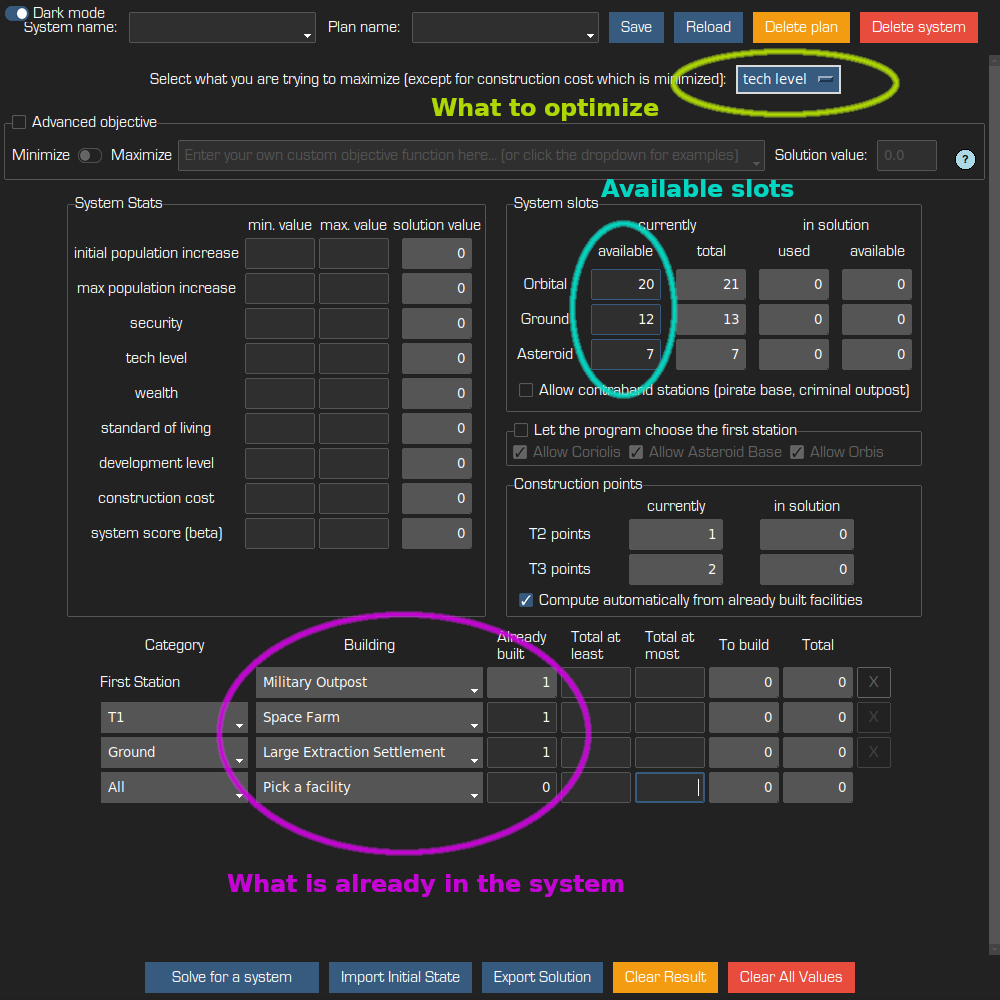 Dark mode
System name: Plan name: Save Reload Delete plan Delete system
Select what you are trying to maximize (except for construction cost which is minimized): tech level
What to optimize
Advanced objective
Minimize Maximize Enter your own custom objective function here... (or click the dropdown for examples) Solution value: 0.0 ?
Available slots
System Stats
min. value max. value solution value
initial population increase 0
max population increase 0
security 0
tech level 0
wealth 0
standard of living 0
development level 0
construction cost 0
system score (beta) 0
System slots
currently in solution
available total used available
Orbital 20 21 0 0
Ground 12 13 0 0
Asteroid 7 7 0 0
Allow contraband stations (pirate base, criminal outpost)
Let the program choose the first station
Allow Coriolis Allow Asteroid Base Allow Orbis
Construction points
currently in solution
T2 points 1 0
T3 points 2 0
Compute automatically from already built facilities
Category Building Already built Total at least Total at most To build Total
First Station Military Outpost 1 0 0 X
T1 Space Farm 1 0 0 X
Ground Large Extraction Settlement 1 0 0 X
All Pick a facility 0 0 0
What is already in the system
Solve for a system Import Initial State Export Solution Clear Result Clear All Values